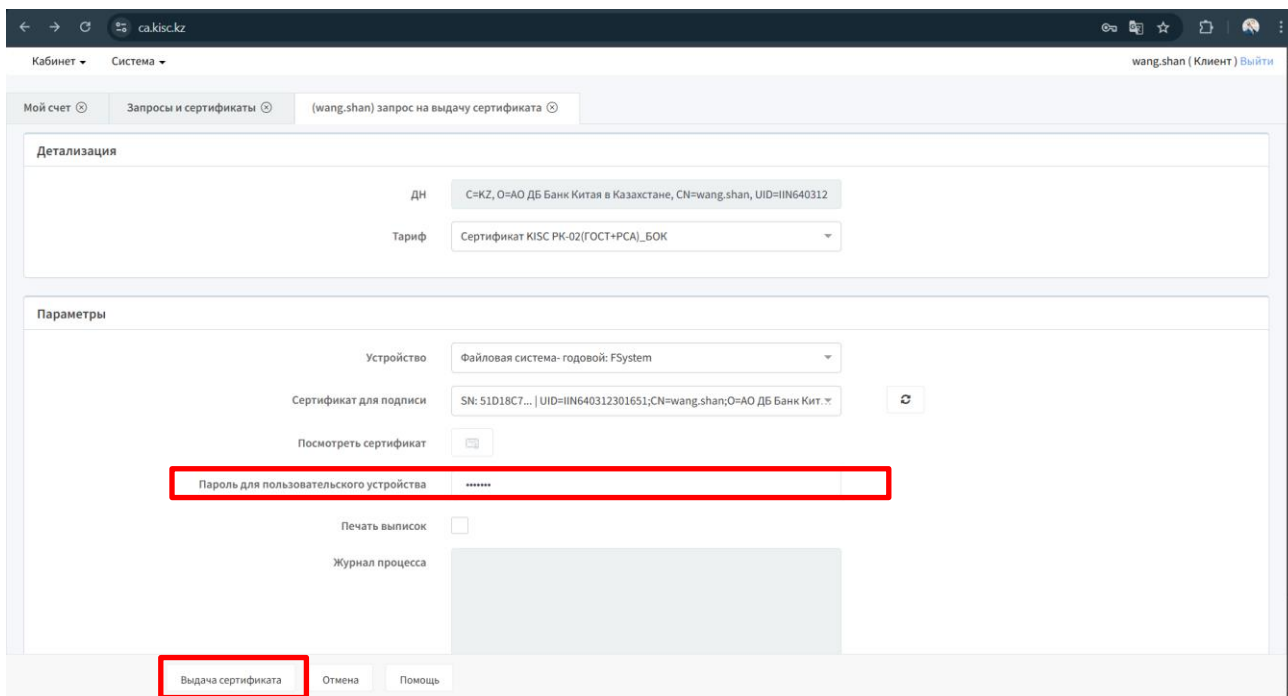 ca.kisc.kz
Кабинет Система wang.shan ( Клиент ) Выйти
Мой счет Запросы и сертификаты (wang.shan) запрос на выдачу сертификата
Детализация
ДН C=KZ, O=АО ДБ Банк Китая в Казахстане, CN=wang.shan, UID=IIN640312
Тариф Сертификат KISC РК-02(ГОСТ+РСА)_БОК
Параметры
Устройство Файловая система- годовой: FSystem
Сертификат для подписи SN: 51D18C7... | UID=IIN640312301651;CN=wang.shan;O=АО ДБ Банк Кит...
Посмотреть сертификат
Пароль для пользовательского устройства •••••••
Печать выписок
Журнал процесса
Выдача сертификата Отмена Помощь